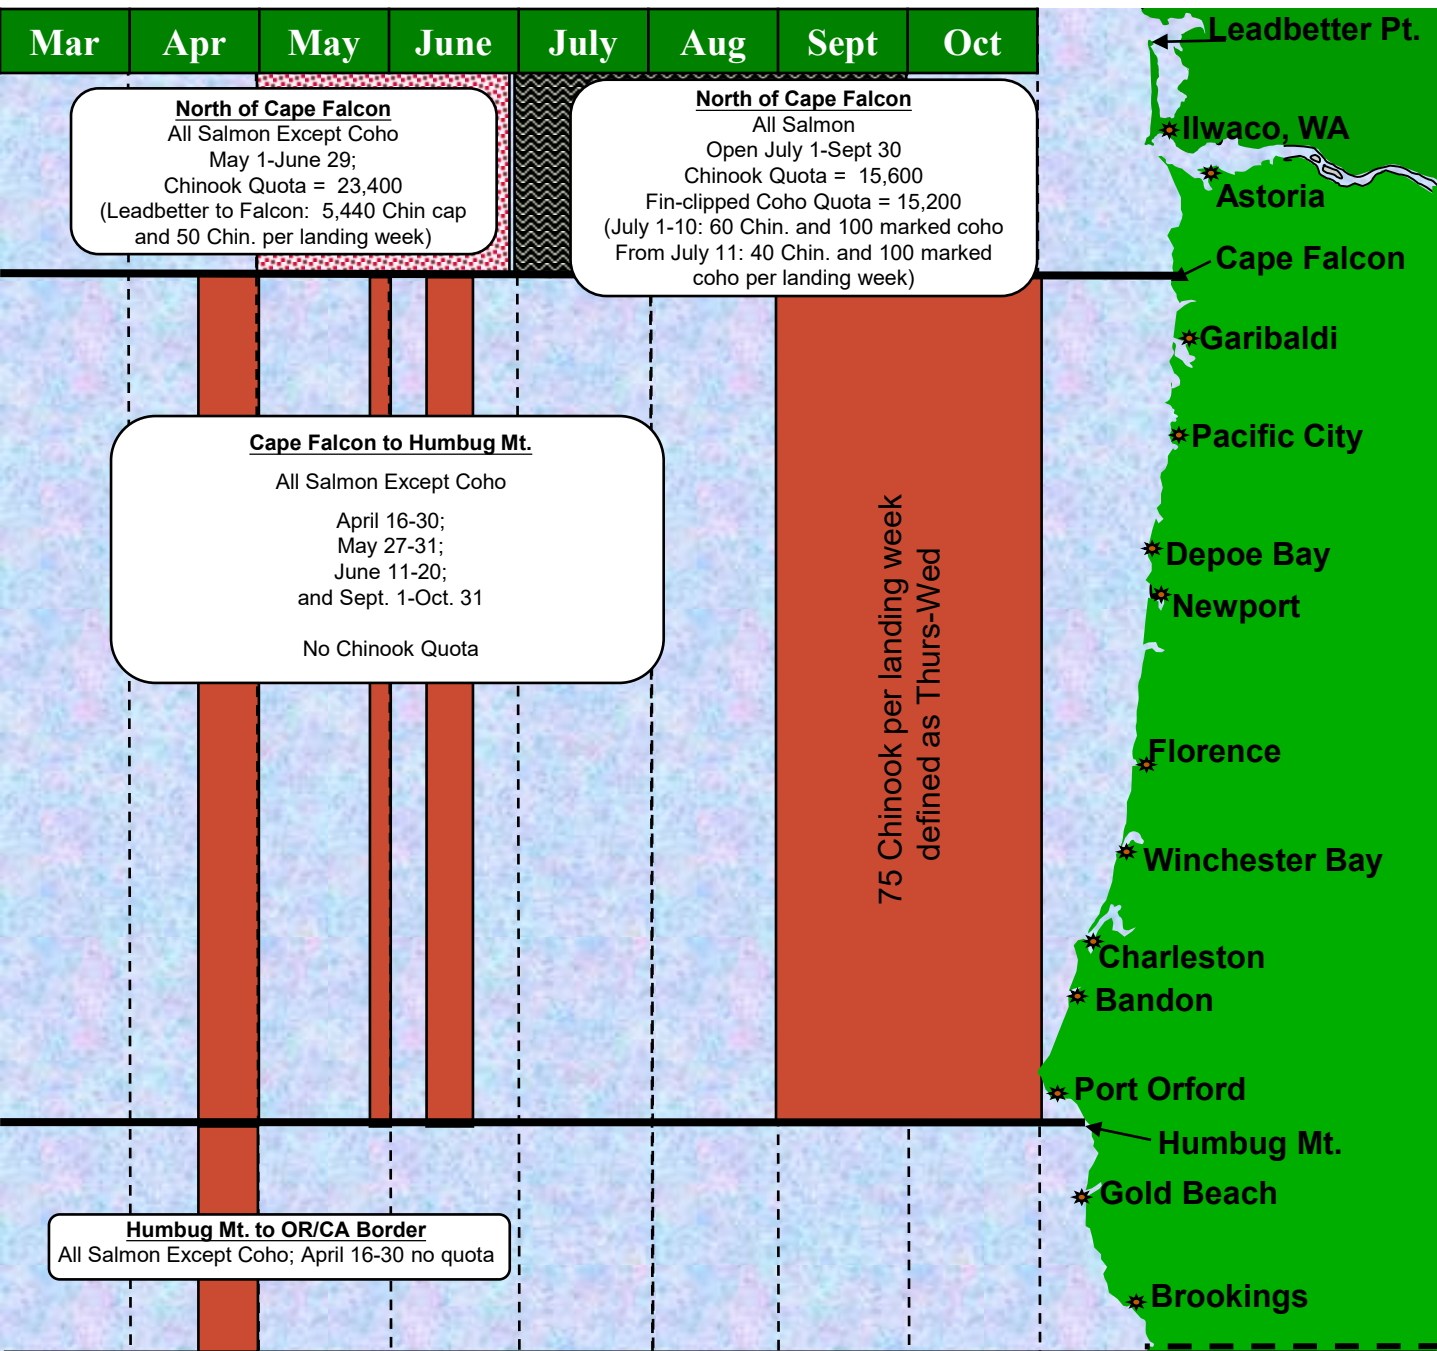 Mar Apr May June July Aug Sept Oct
North of Cape Falcon
All Salmon Except Coho
May 1-June 29;
Chinook Quota = 23,400
(Leadbetter to Falcon: 5,440 Chin cap
and 50 Chin. per landing week)
North of Cape Falcon
All Salmon
Open July 1-Sept 30
Chinook Quota = 15,600
Fin-clipped Coho Quota = 15,200
(July 1-10: 60 Chin. and 100 marked coho
From July 11: 40 Chin. and 100 marked
coho per landing week)
Cape Falcon to Humbug Mt.
All Salmon Except Coho
April 16-30;
May 27-31;
June 11-20;
and Sept. 1-Oct. 31
No Chinook Quota
75 Chinook per landing week
defined as Thurs-Wed
Humbug Mt. to OR/CA Border
All Salmon Except Coho; April 16-30 no quota
Leadbetter Pt.
Ilwaco, WA
Astoria
Cape Falcon
Garibaldi
Pacific City
Depoe Bay
Newport
Florence
Winchester Bay
Charleston
Bandon
Port Orford
Humbug Mt.
Gold Beach
Brookings